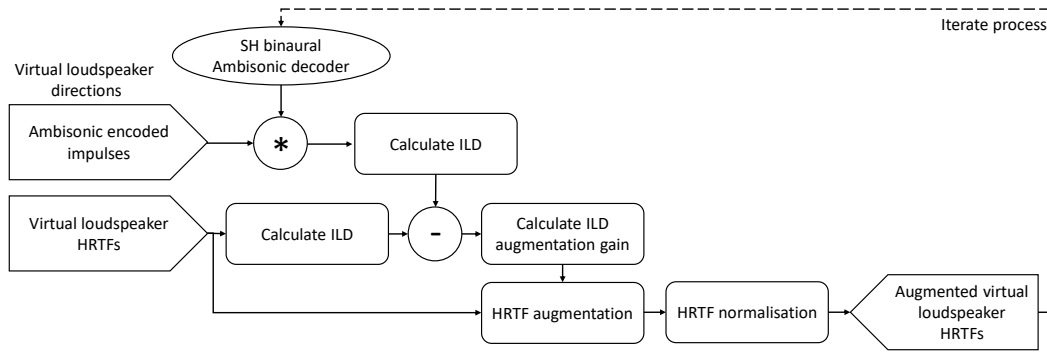 Iterate process
SH binaural
Ambisonic decoder
Virtual loudspeaker
directions
Ambisonic encoded
impulses
*
Calculate ILD
Virtual loudspeaker
HRTFs
Calculate ILD
-
Calculate ILD
augmentation gain
HRTF augmentation
HRTF normalisation
Augmented virtual
loudspeaker
HRTFs